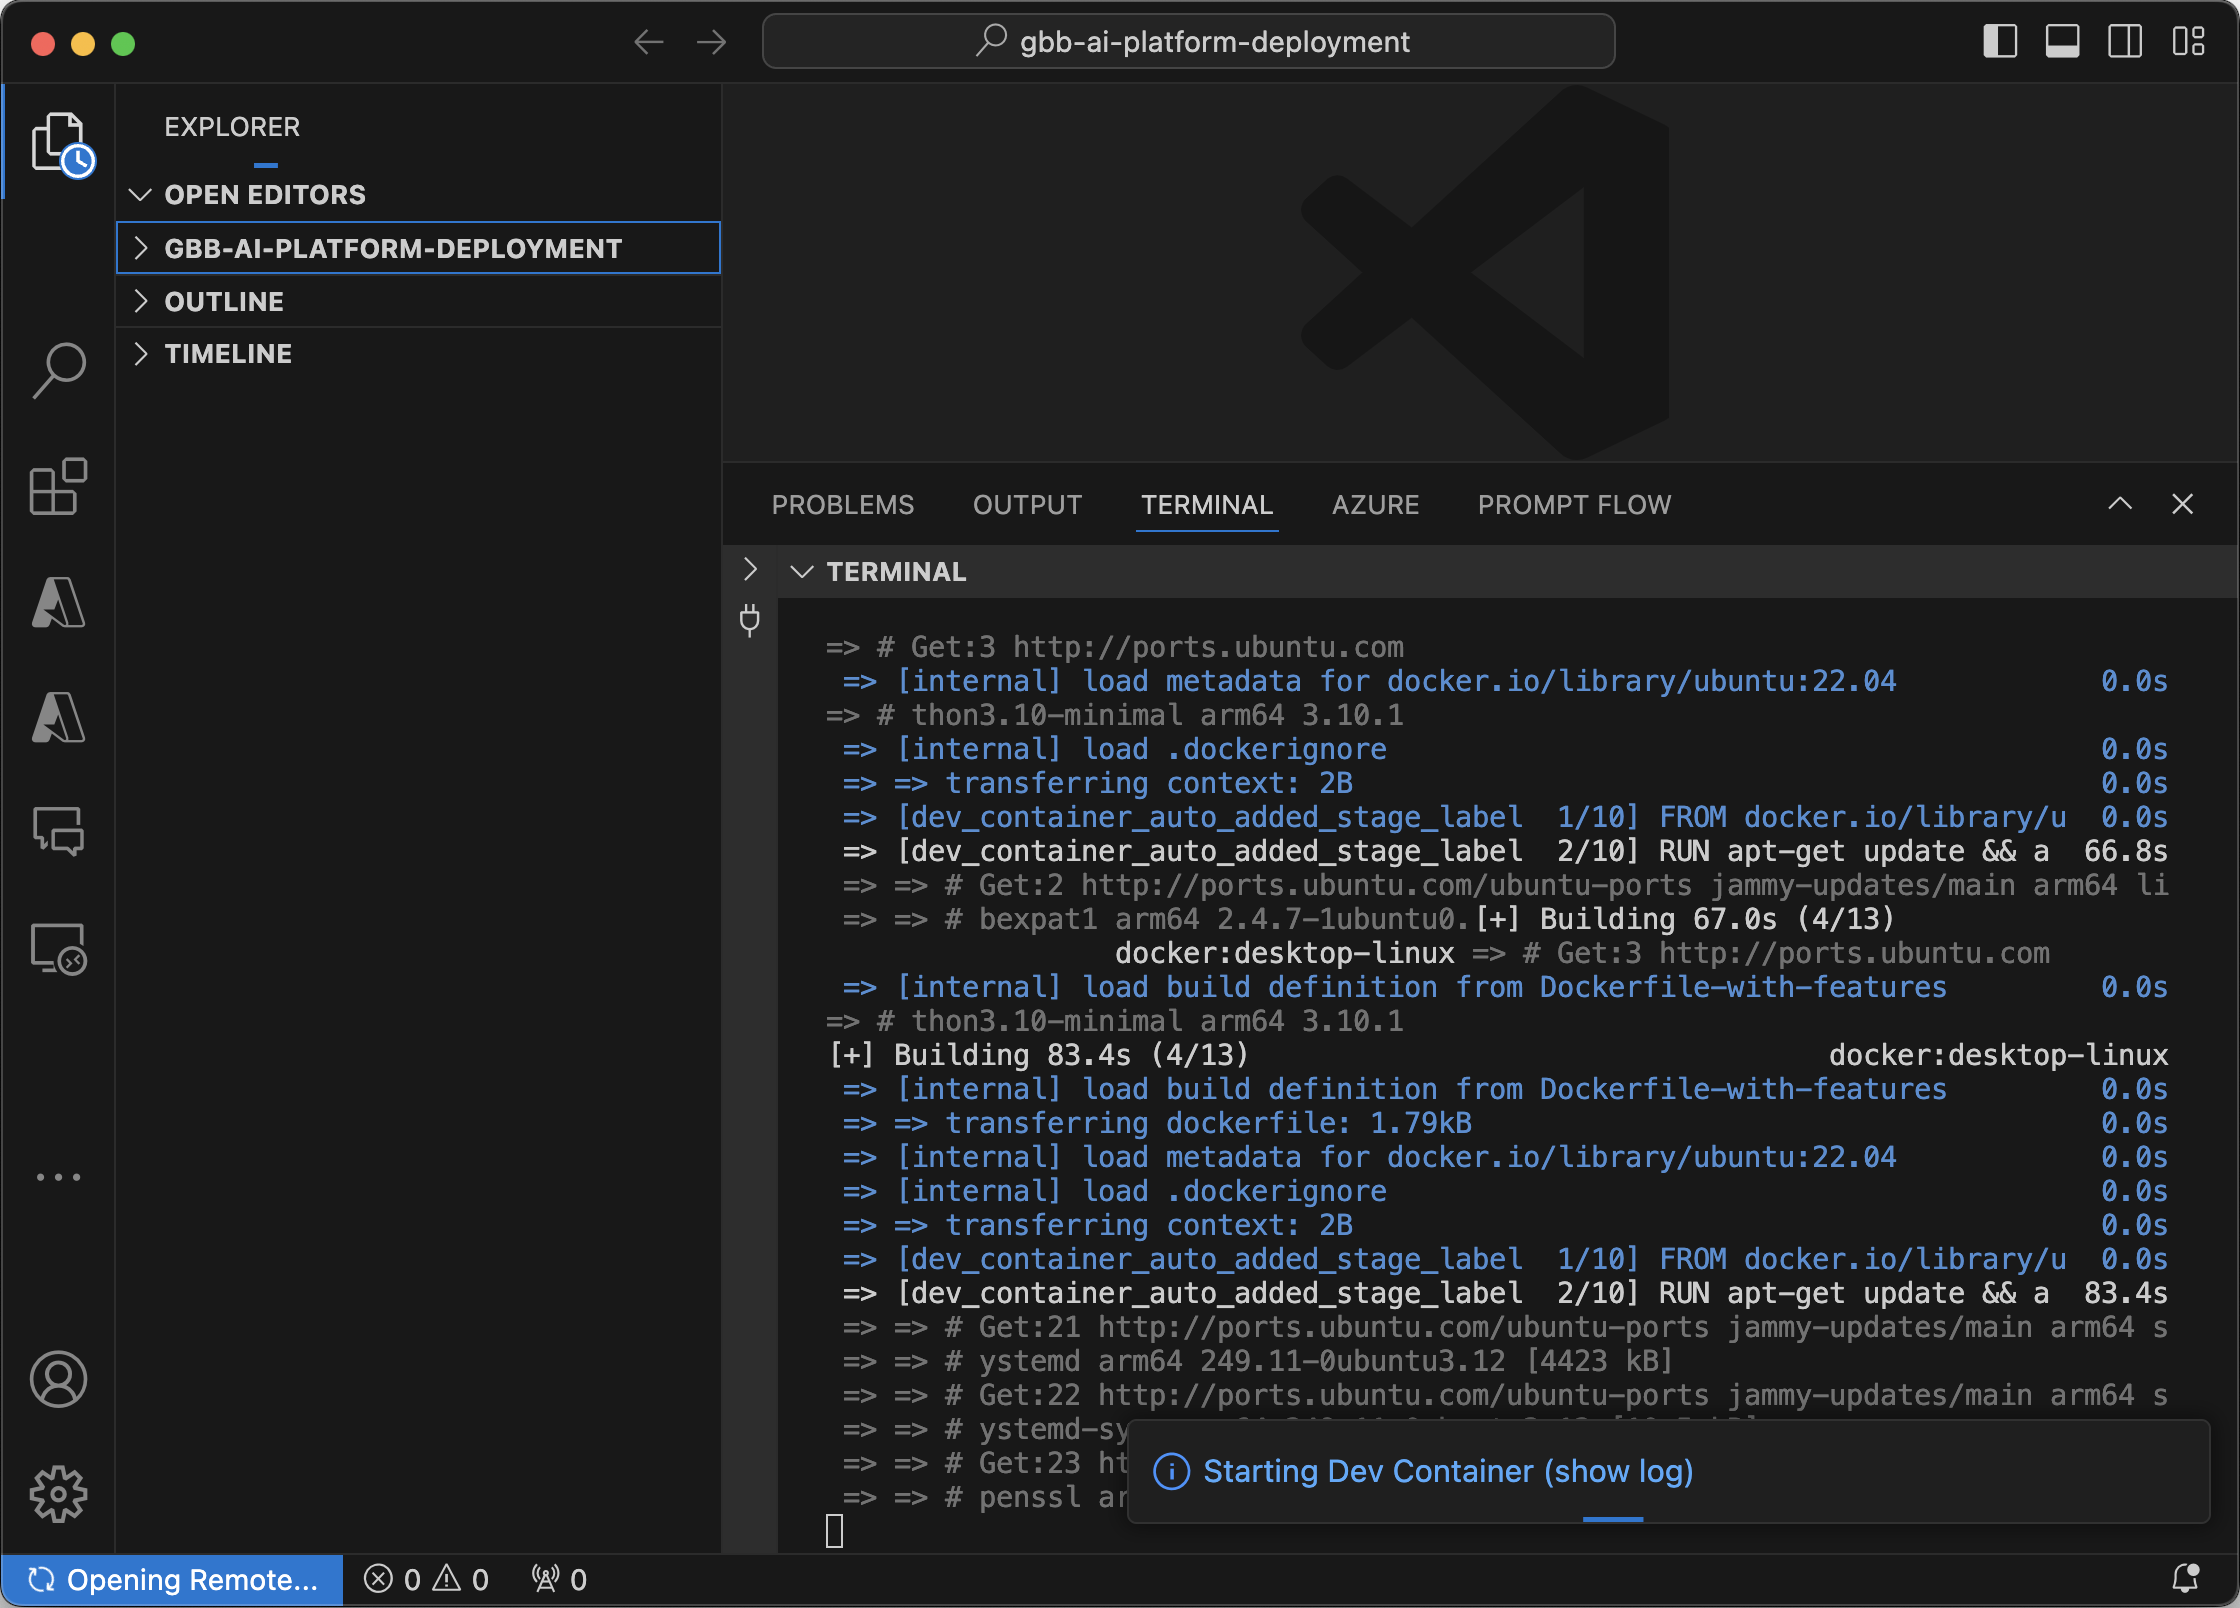 gbb-ai-platform-deployment
EXPLORER
OPEN EDITORS
GBB-AI-PLATFORM-DEPLOYMENT
OUTLINE
TIMELINE
PROBLEMS OUTPUT TERMINAL AZURE PROMPT FLOW
TERMINAL
=> # Get:3 http://ports.ubuntu.com
=> [internal] load metadata for docker.io/library/ubuntu:22.04 0.0s
=> # thon3.10-minimal arm64 3.10.1
=> [internal] load .dockerignore 0.0s
=> => transferring context: 2B 0.0s
=> [dev_container_auto_added_stage_label 1/10] FROM docker.io/library/u 0.0s
=> [dev_container_auto_added_stage_label 2/10] RUN apt-get update && a 66.8s
=> => # Get:2 http://ports.ubuntu.com/ubuntu-ports jammy-updates/main arm64 li
=> => # bexpat1 arm64 2.4.7-1ubuntu0.[+] Building 67.0s (4/13)
docker:desktop-linux => # Get:3 http://ports.ubuntu.com
=> [internal] load build definition from Dockerfile-with-features 0.0s
=> # thon3.10-minimal arm64 3.10.1
[+] Building 83.4s (4/13) docker:desktop-linux
=> [internal] load build definition from Dockerfile-with-features 0.0s
=> => transferring dockerfile: 1.79kB 0.0s
=> [internal] load metadata for docker.io/library/ubuntu:22.04 0.0s
=> [internal] load .dockerignore 0.0s
=> => transferring context: 2B 0.0s
=> [dev_container_auto_added_stage_label 1/10] FROM docker.io/library/u 0.0s
=> [dev_container_auto_added_stage_label 2/10] RUN apt-get update && a 83.4s
=> => # Get:21 http://ports.ubuntu.com/ubuntu-ports jammy-updates/main arm64 s
=> => # ystemd arm64 249.11-0ubuntu3.12 [4423 kB]
=> => # Get:22 http://ports.ubuntu.com/ubuntu-ports jammy-updates/main arm64 s
=> => # ystemd-sy
=> => # Get:23 ht
=> => # penssl ar
Starting Dev Container (show log)
Opening Remote... 0 0 0